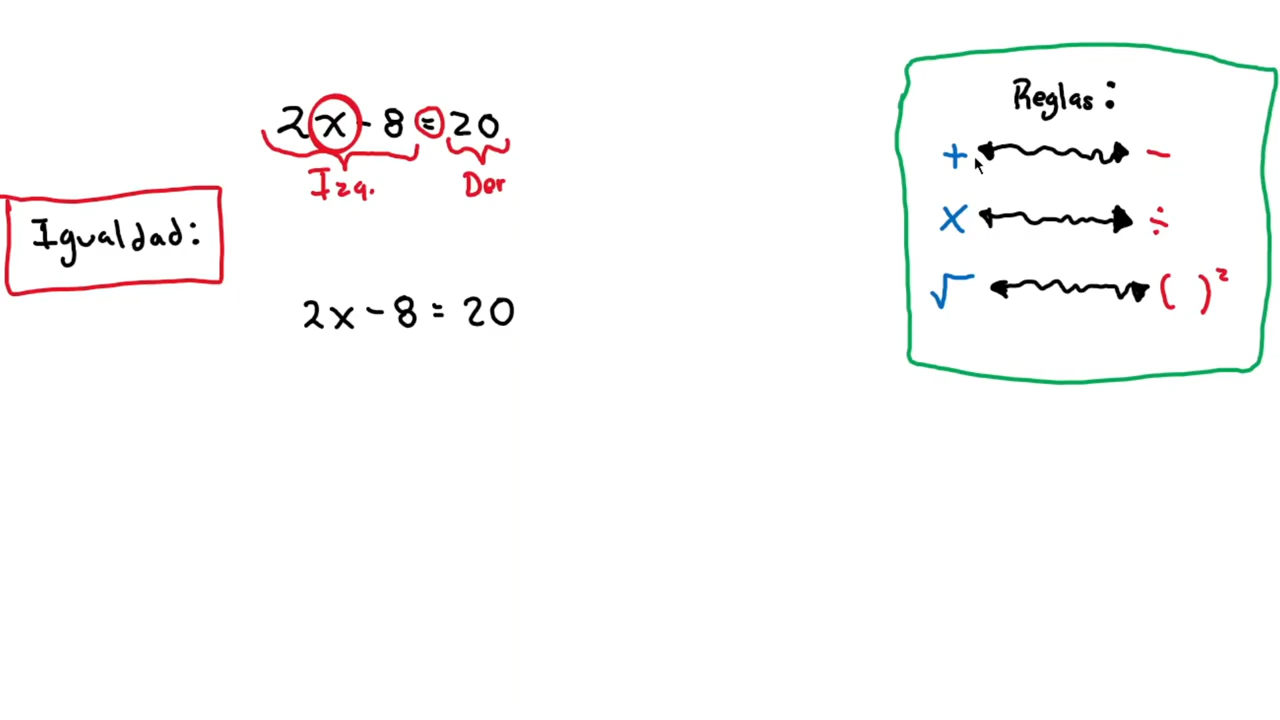 2x - 8 = 20
Izq. Der
Igualdad:
2x - 8 = 20
Reglas:
+ ↔ -
x ↔ ÷
√ ↔ ( )²